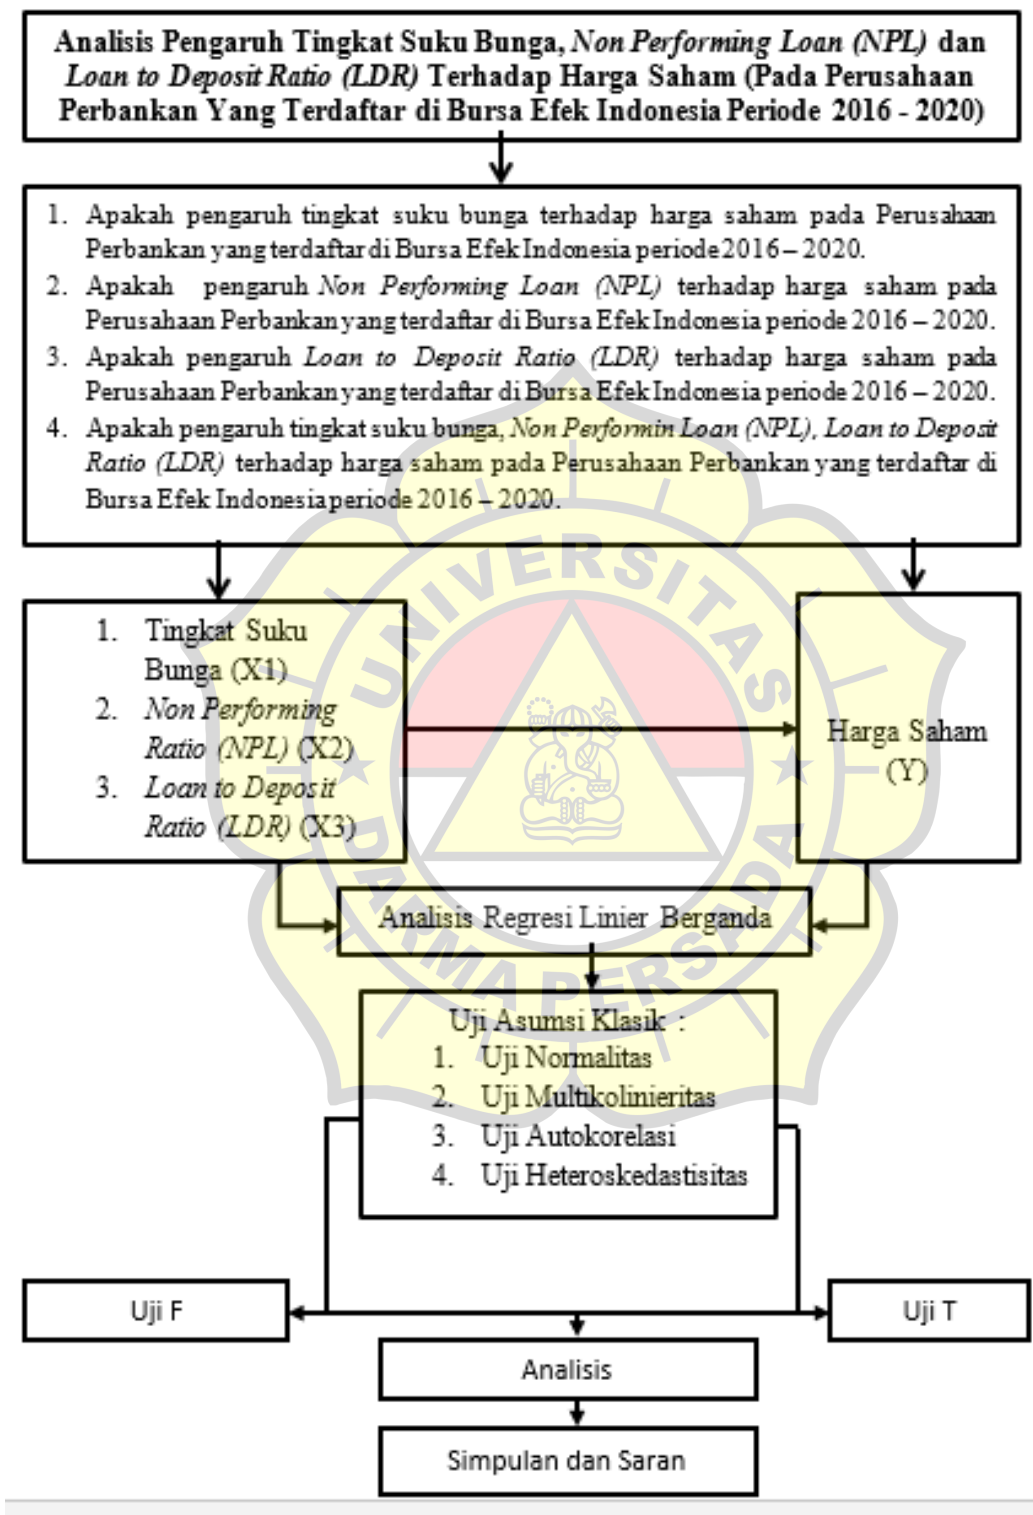 Analisis Pengaruh Tingkat Suku Bunga, Non Performing Loan (NPL) dan
Loan to Deposit Ratio (LDR) Terhadap Harga Saham (Pada Perusahaan
Perbankan Yang Terdaftar di Bursa Efek Indonesia Periode 2016 - 2020)
1. Apakah pengaruh tingkat suku bunga terhadap harga saham pada Perusahaan
Perbankan yang terdaftar di Bursa Efek Indonesia periode 2016 – 2020.
2. Apakah pengaruh Non Performing Loan (NPL) terhadap harga saham pada
Perusahaan Perbankan yang terdaftar di Bursa Efek Indonesia periode 2016 – 2020.
3. Apakah pengaruh Loan to Deposit Ratio (LDR) terhadap harga saham pada
Perusahaan Perbankan yang terdaftar di Bursa Efek Indonesia periode 2016 – 2020.
4. Apakah pengaruh tingkat suku bunga, Non Performin Loan (NPL), Loan to Deposit
Ratio (LDR) terhadap harga saham pada Perusahaan Perbankan yang terdaftar di
Bursa Efek Indonesia periode 2016 – 2020.
1. Tingkat Suku
Bunga (X1)
2. Non Performing
Ratio (NPL) (X2)
3. Loan to Deposit
Ratio (LDR) (X3)
Harga Saham
(Y)
UNIVERSITAS
DARMA PERSADA
Analisis Regresi Linier Berganda
Uji Asumsi Klasik :
1. Uji Normalitas
2. Uji Multikolinieritas
3. Uji Autokorelasi
4. Uji Heteroskedastisitas
Uji F
Uji T
Analisis
Simpulan dan Saran